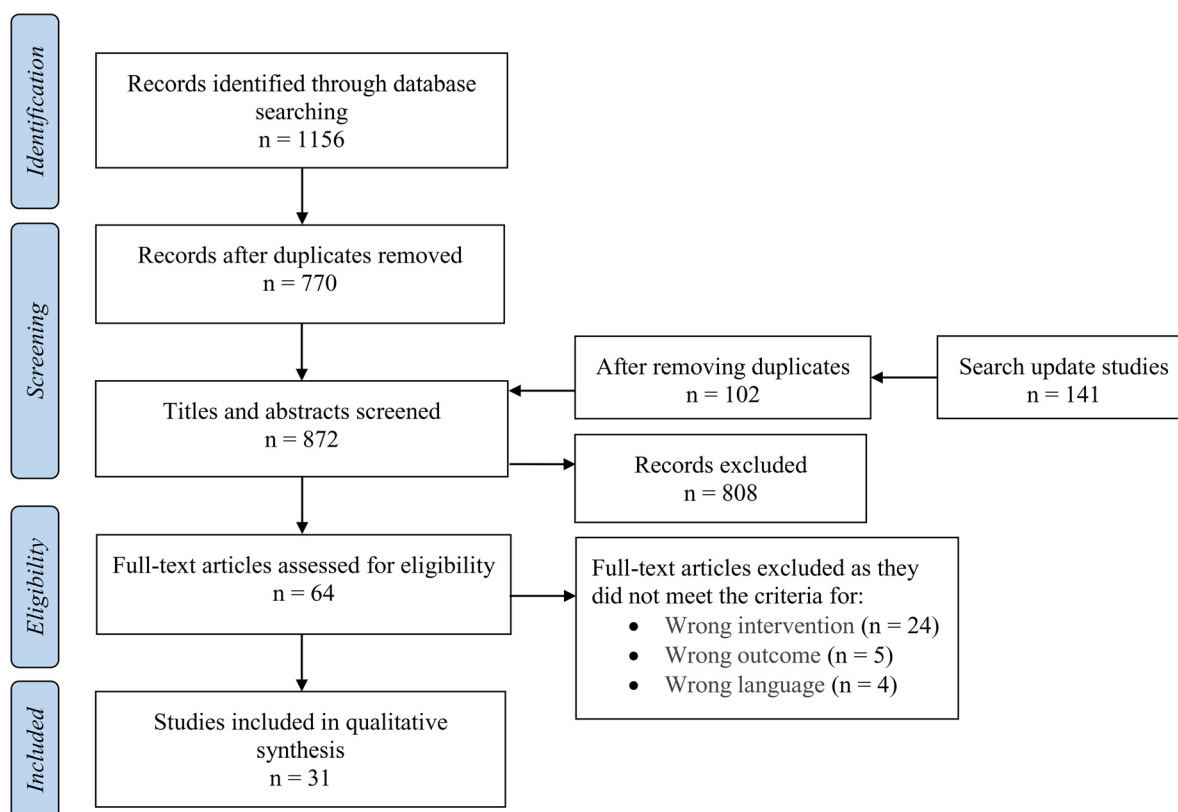 Identification
Records identified through database
searching
n = 1156
Screening
Records after duplicates removed
n = 770
After removing duplicates
n = 102
Search update studies
n = 141
Titles and abstracts screened
n = 872
Records excluded
n = 808
Eligibility
Full-text articles assessed for eligibility
n = 64
Full-text articles excluded as they
did not meet the criteria for:
• Wrong intervention (n = 24)
• Wrong outcome (n = 5)
• Wrong language (n = 4)
Included
Studies included in qualitative
synthesis
n = 31